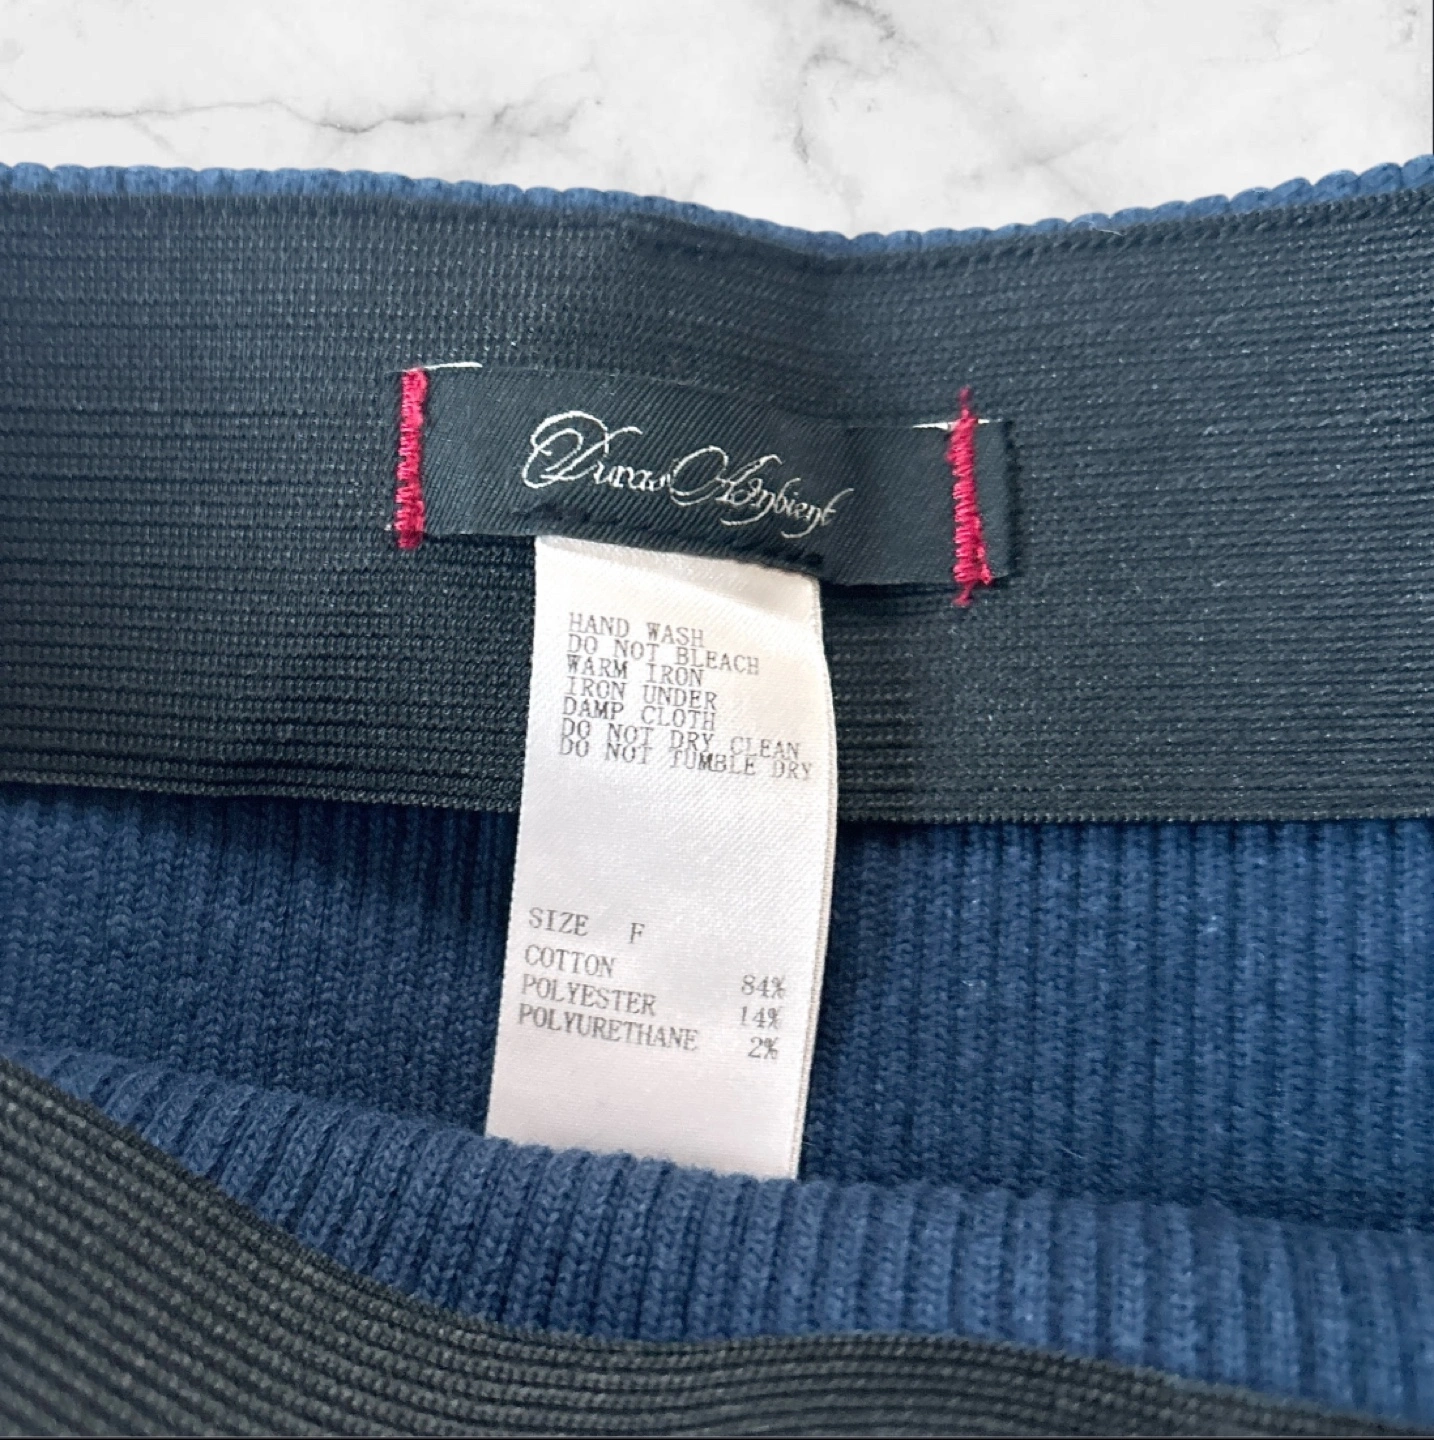 Duras Ambient
HAND WASH
DO NOT BLEACH
WARM IRON
IRON UNDER
DAMP CLOTH
DO NOT DRY CLEAN
DO NOT TUMBLE DRY
SIZE F
COTTON 84%
POLYESTER 14%
POLYURETHANE 2%